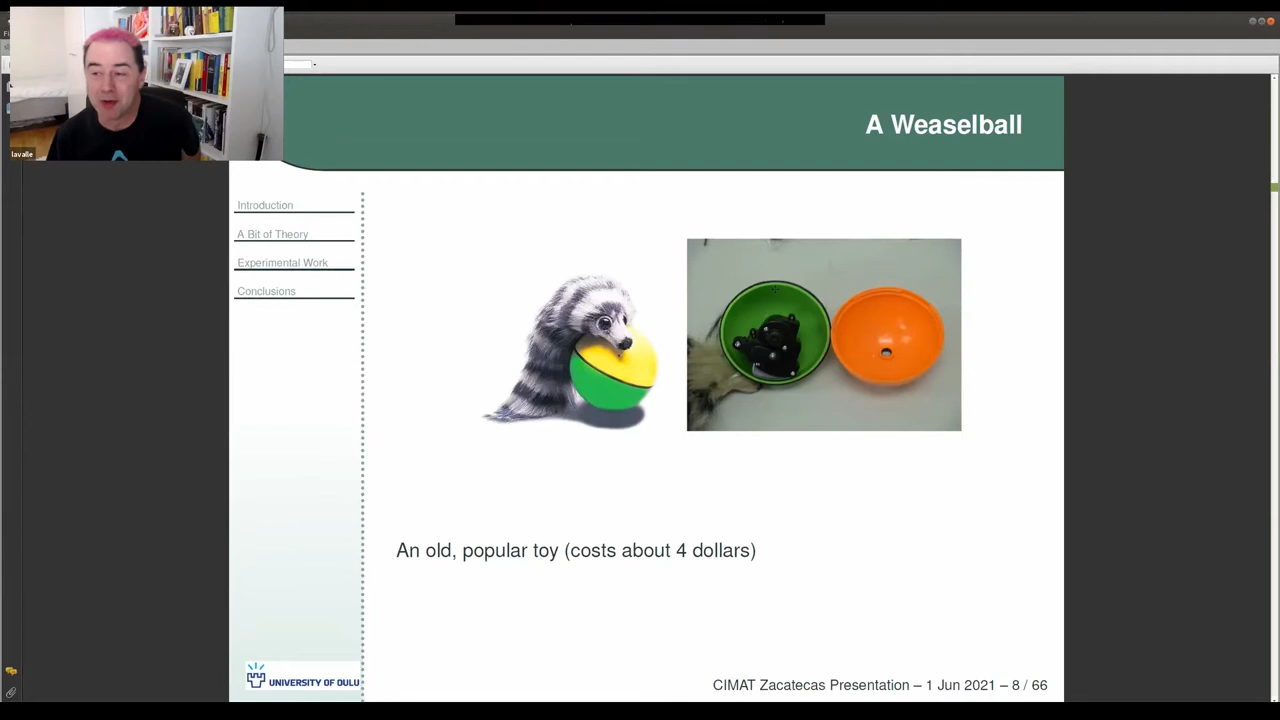 lavalle
A Weaselball
Introduction
A Bit of Theory
Experimental Work
Conclusions
An old, popular toy (costs about 4 dollars)
UNIVERSITY OF OULU
CIMAT Zacatecas Presentation – 1 Jun 2021 – 8 / 66